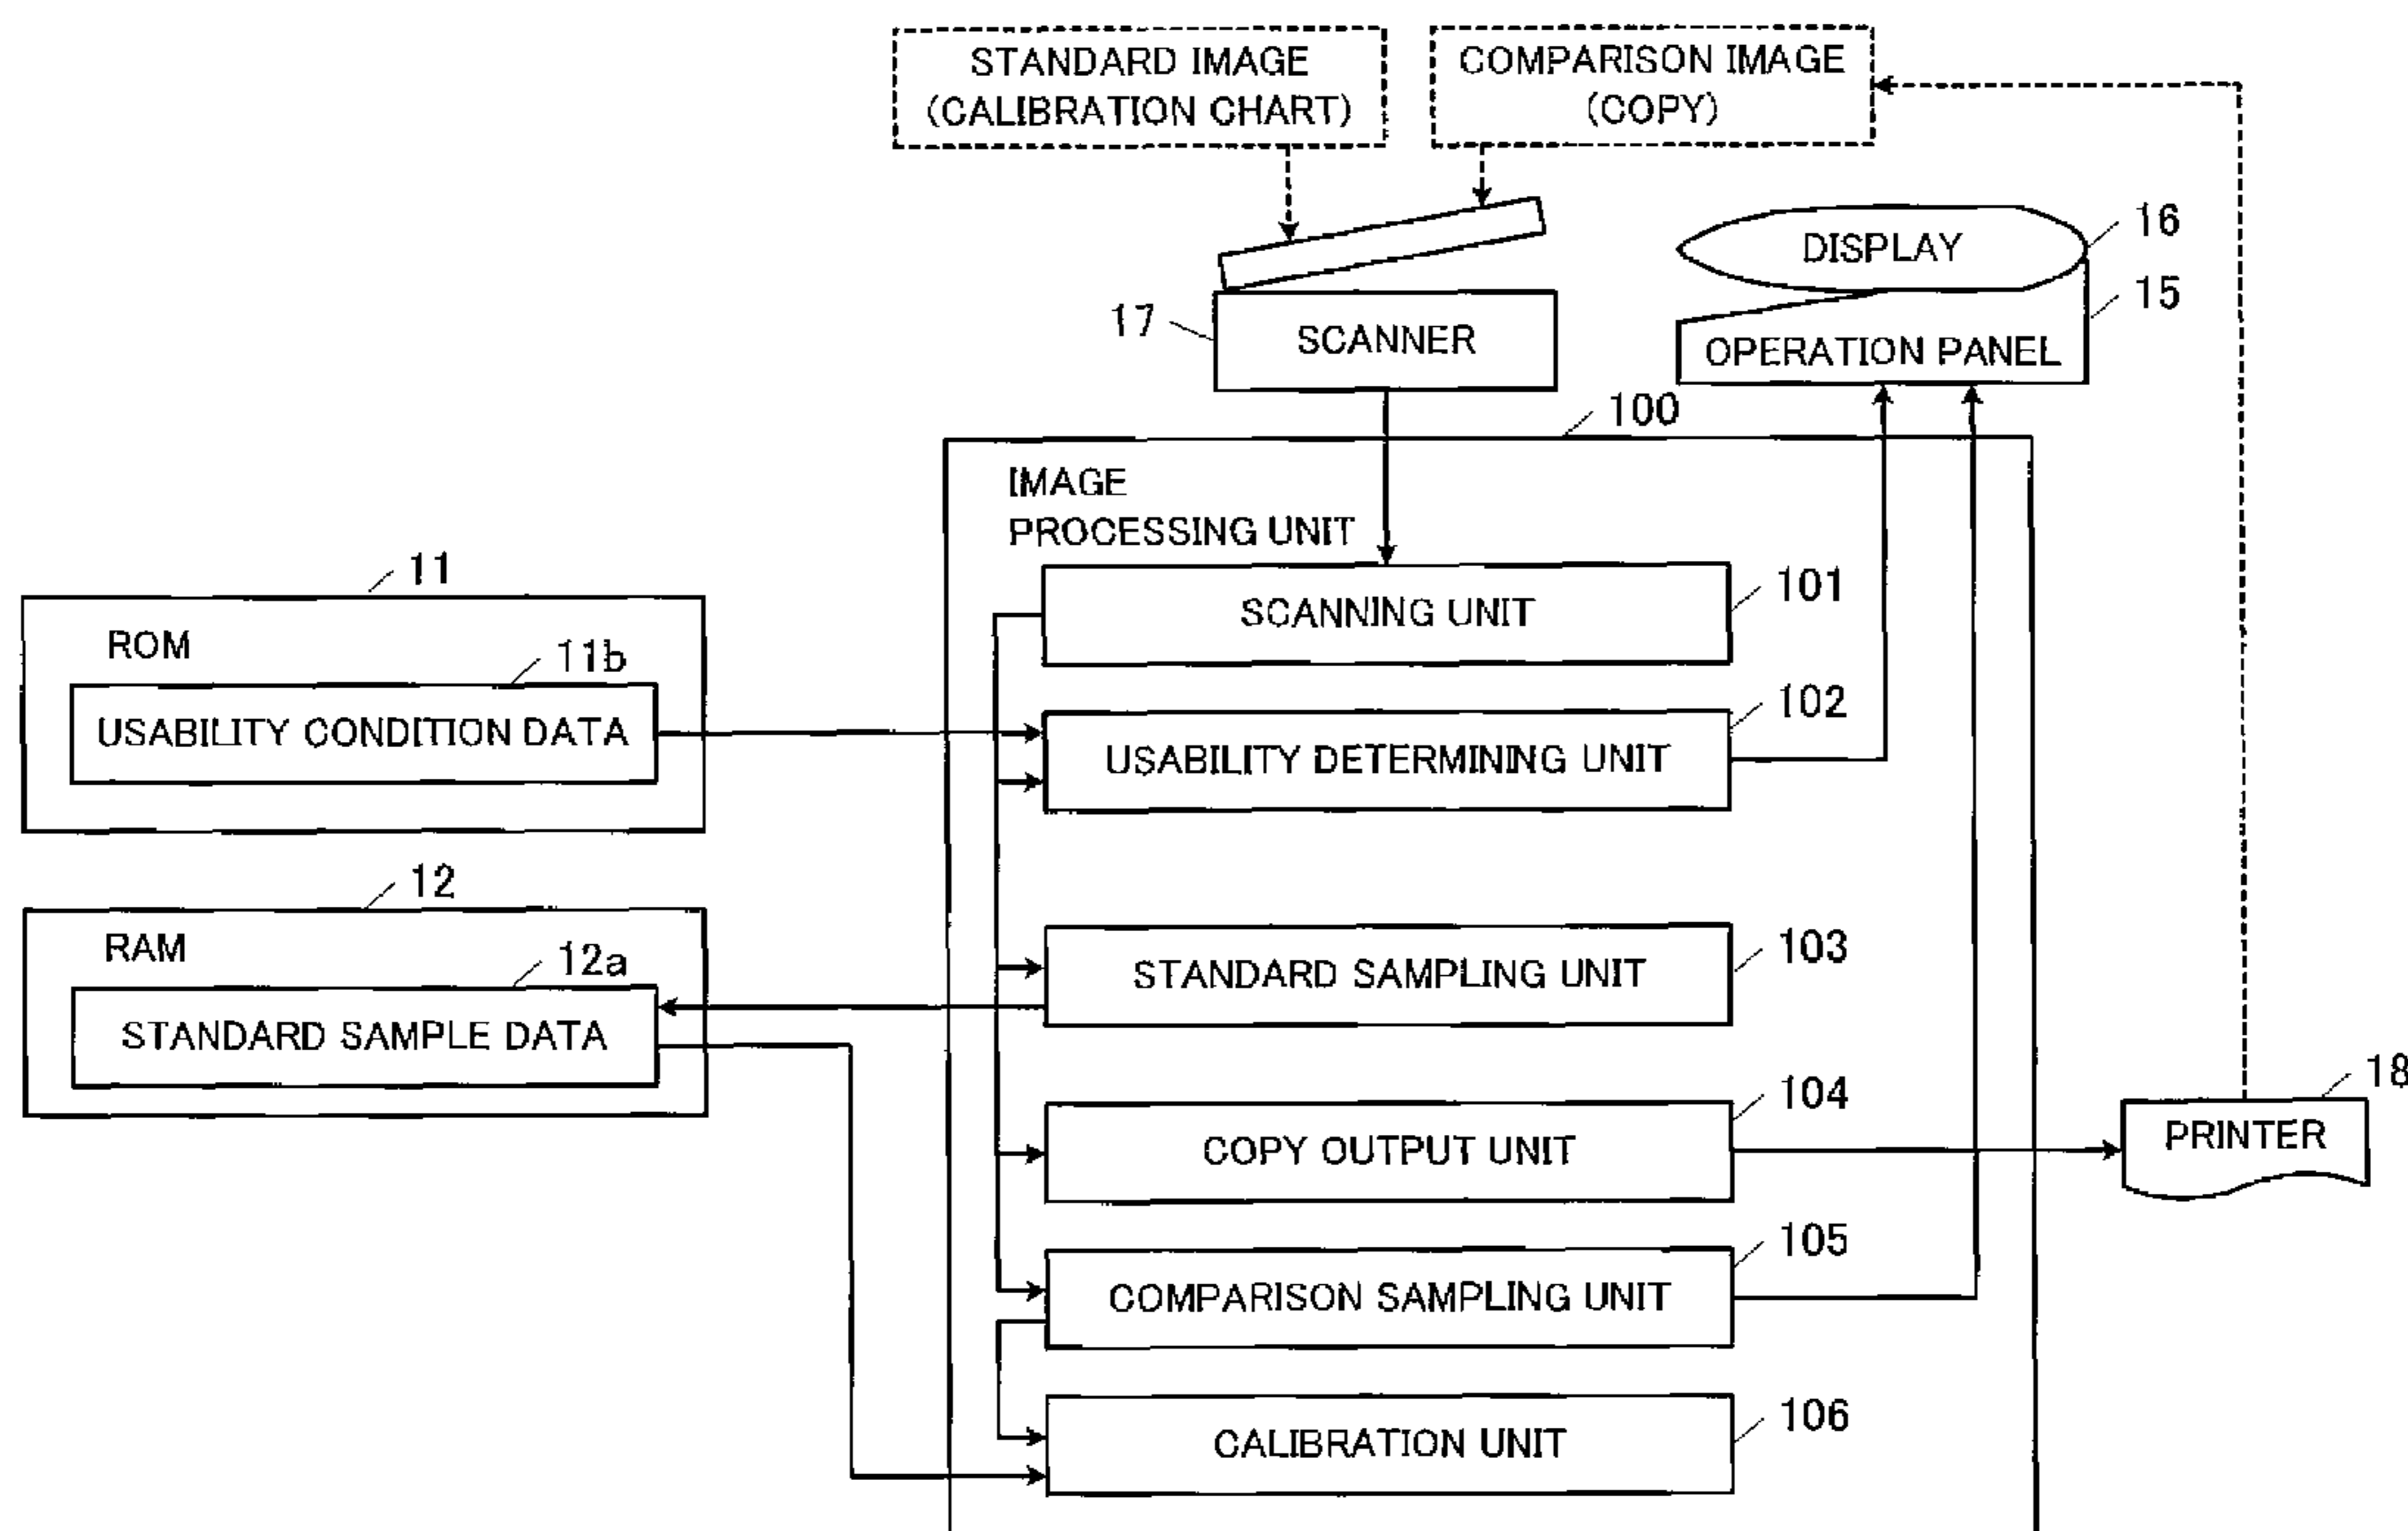 STANDARD IMAGE
(CALIBRATION CHART)
COMPARISON IMAGE
(COPY)
DISPLAY
16
15
OPERATION PANEL
17
SCANNER
100
IMAGE
PROCESSING UNIT
11
ROM
11b
USABILITY CONDITION DATA
SCANNING UNIT
101
USABILITY DETERMINING UNIT
102
12
RAM
12a
STANDARD SAMPLE DATA
STANDARD SAMPLING UNIT
103
COPY OUTPUT UNIT
104
18
PRINTER
COMPARISON SAMPLING UNIT
105
CALIBRATION UNIT
106